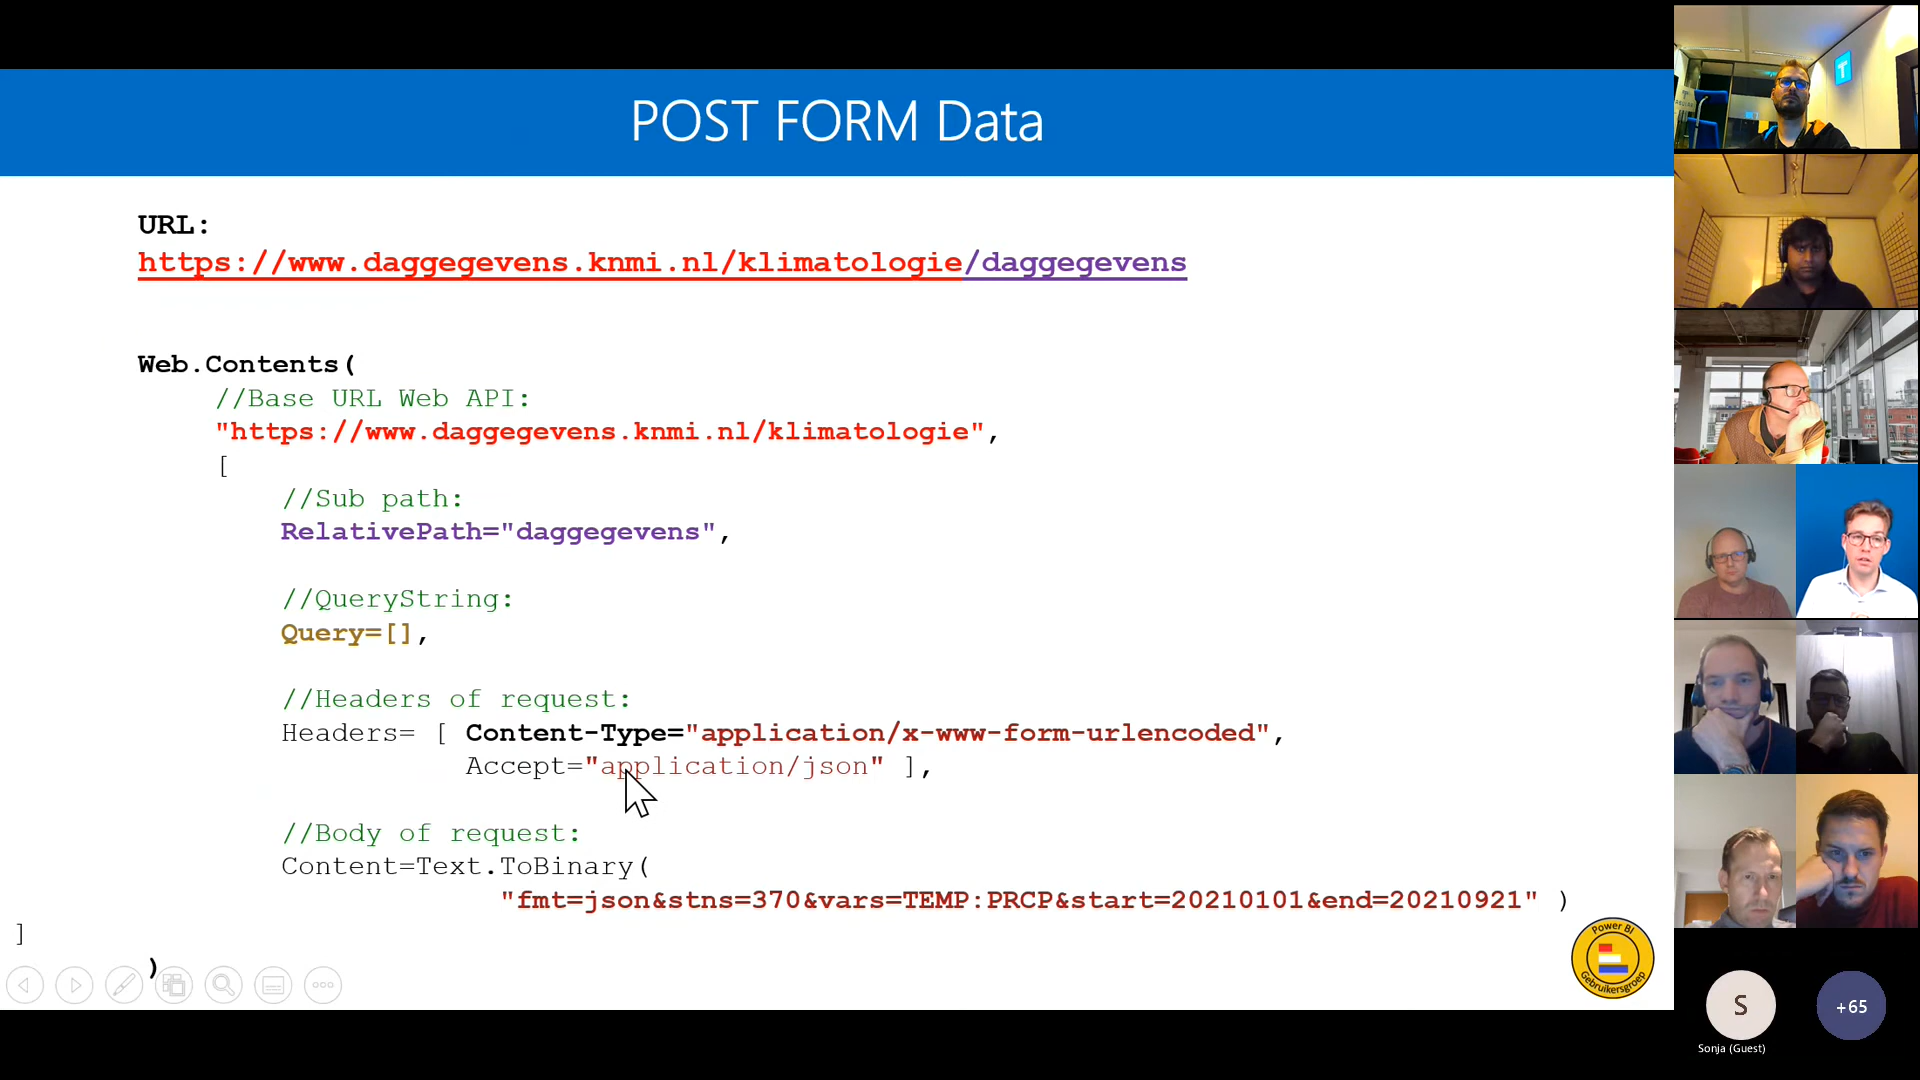 POST FORM Data
URL:
https://www.daggegevens.knmi.nl/klimatologie/daggegevens
Web.Contents(
//Base URL Web API:
"https://www.daggegevens.knmi.nl/klimatologie",
[
//Sub path:
RelativePath="daggegevens",
//QueryString:
Query=[],
//Headers of request:
Headers= [ Content-Type="application/x-www-form-urlencoded",
Accept="application/json" ],
//Body of request:
Content=Text.ToBinary(
"fmt=json&stns=370&vars=TEMP:PRCP&start=20210101&end=20210921" )
]
)
Power BI
Gebruikersgroep
T
S
+65
Sonja (Guest)